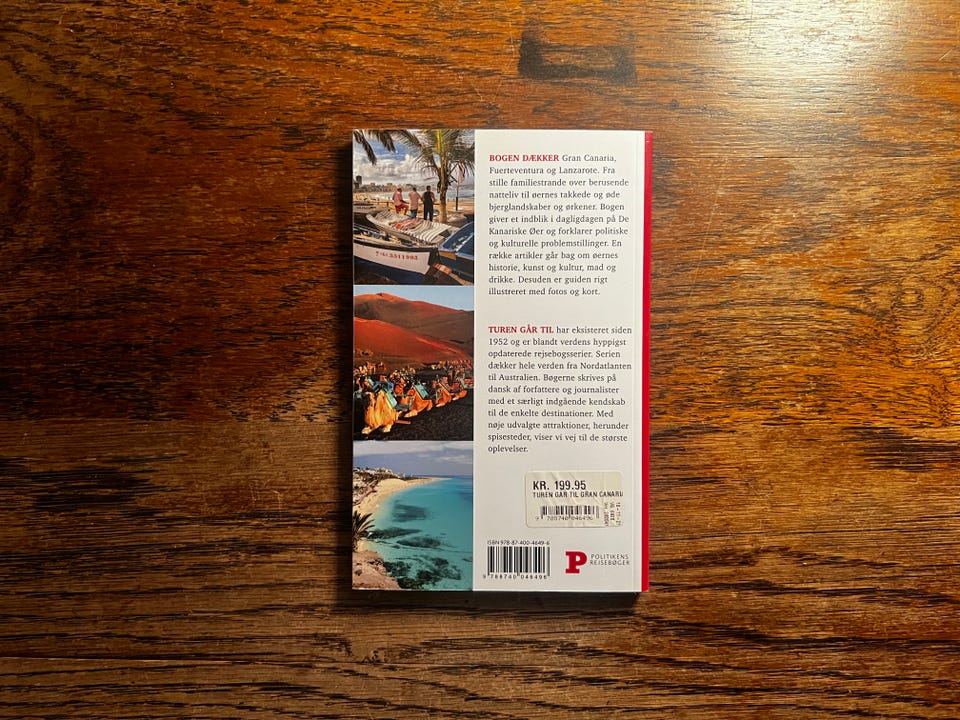 BOGEN DÆKKER Gran Canaria,
Fuerteventura og Lanzarote. Fra
stille familiestrande over berusende
natteliv til øernes takkede og øde
bjerglandskaber og ørkener. Bogen
giver et indblik i dagligdagen på De
Kanariske Øer og forklarer politiske
og kulturelle problemstillinger. En
række artikler går bag om øernes
historie, kunst og kultur, mad og
drikke. Desuden er guiden rigt
illustreret med fotos og kort.
TUREN GÅR TIL har eksisteret siden
1952 og er blandt verdens hyppigst
opdaterede rejsebogsserier. Serien
dækker hele verden fra Nordatlanten
til Australien. Bøgerne skrives på
dansk af forfattere og journalister
med et særligt indgående kendskab
til de enkelte destinationer. Med
nøje udvalgte attraktioner, herunder
spisesteder, viser vi vej til de største
oplevelser.
KR. 199.95
TUREN GÅR TIL GRAN CANARI
9 788740 046496
ISBN 978-87-400-4649-6
9 788740 046496
P
POLITIKENS
REJSEBØGER